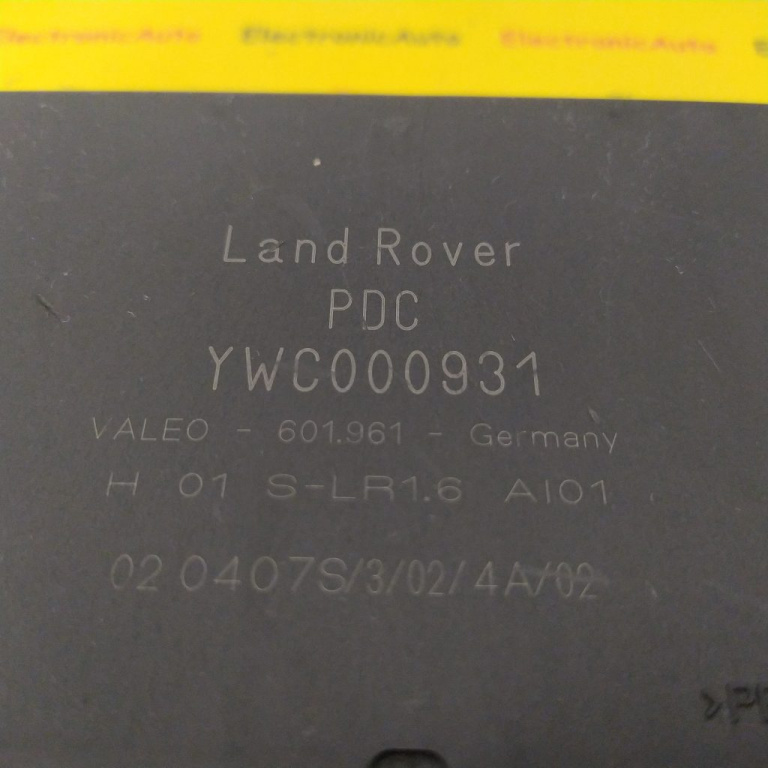 ElectronicAuto ElectronicAuto ElectronicAuto
Land Rover
PDC
YWC000931
VALEO - 601.961 - Germany
H 01 S-LR1.6 AI01
02 0407S/3/02/4A/02